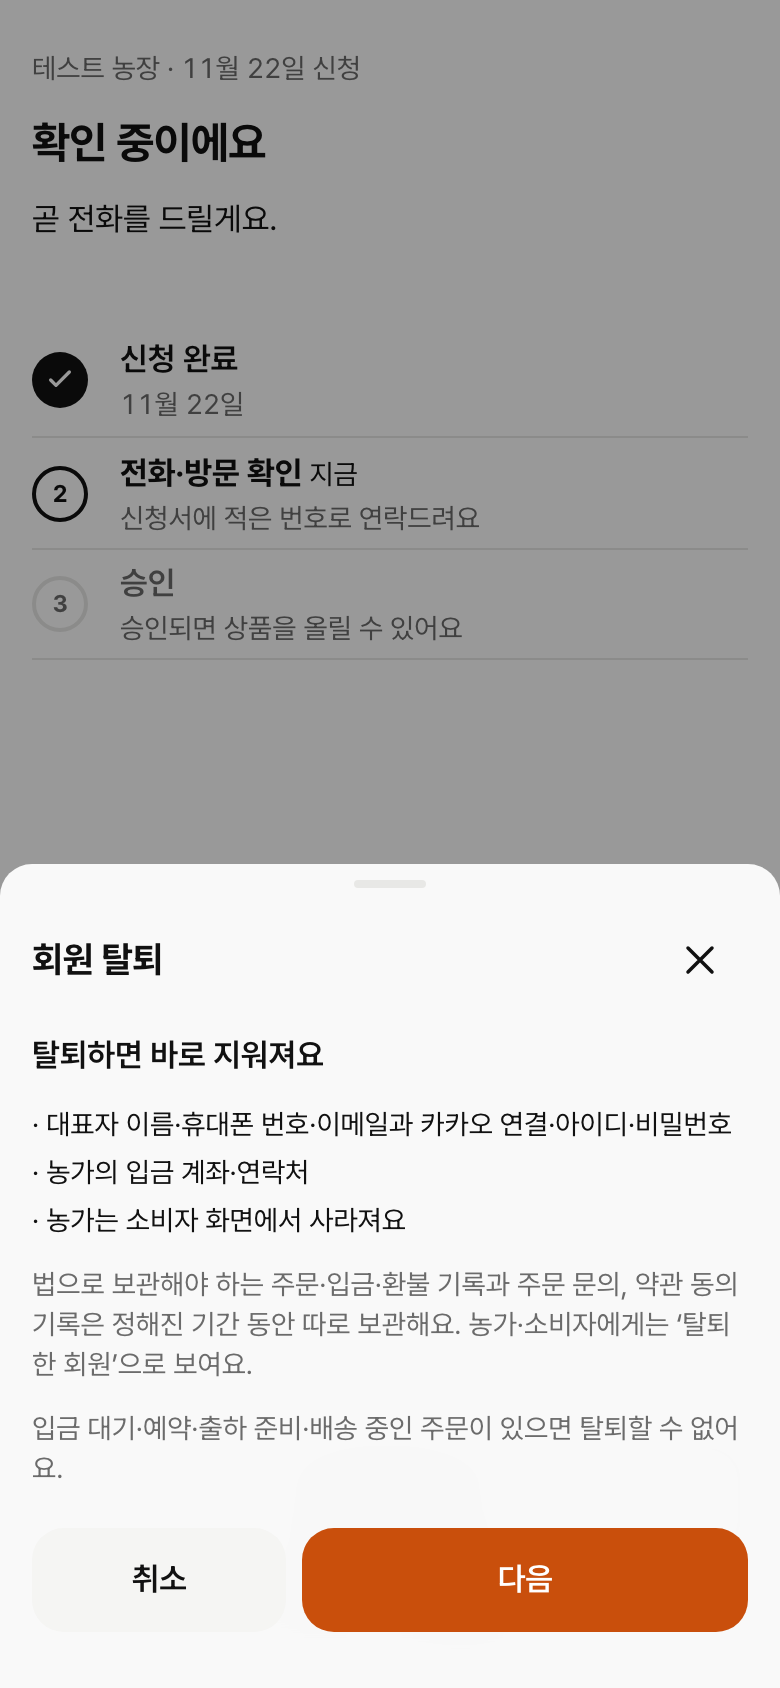 테스트 농장 · 11월 22일 신청
확인 중이에요
곧 전화를 드릴게요.
신청 완료
11월 22일
2
전화·방문 확인 지금
신청서에 적은 번호로 연락드려요
3
승인
승인되면 상품을 올릴 수 있어요
회원 탈퇴
탈퇴하면 바로 지워져요
· 대표자 이름·휴대폰 번호·이메일과 카카오 연결·아이디·비밀번호
· 농가의 입금 계좌·연락처
· 농가는 소비자 화면에서 사라져요
법으로 보관해야 하는 주문·입금·환불 기록과 주문 문의, 약관 동의
기록은 정해진 기간 동안 따로 보관해요. 농가·소비자에게는 ‘탈퇴
한 회원’으로 보여요.
입금 대기·예약·출하 준비·배송 중인 주문이 있으면 탈퇴할 수 없어
요.
취소
다음